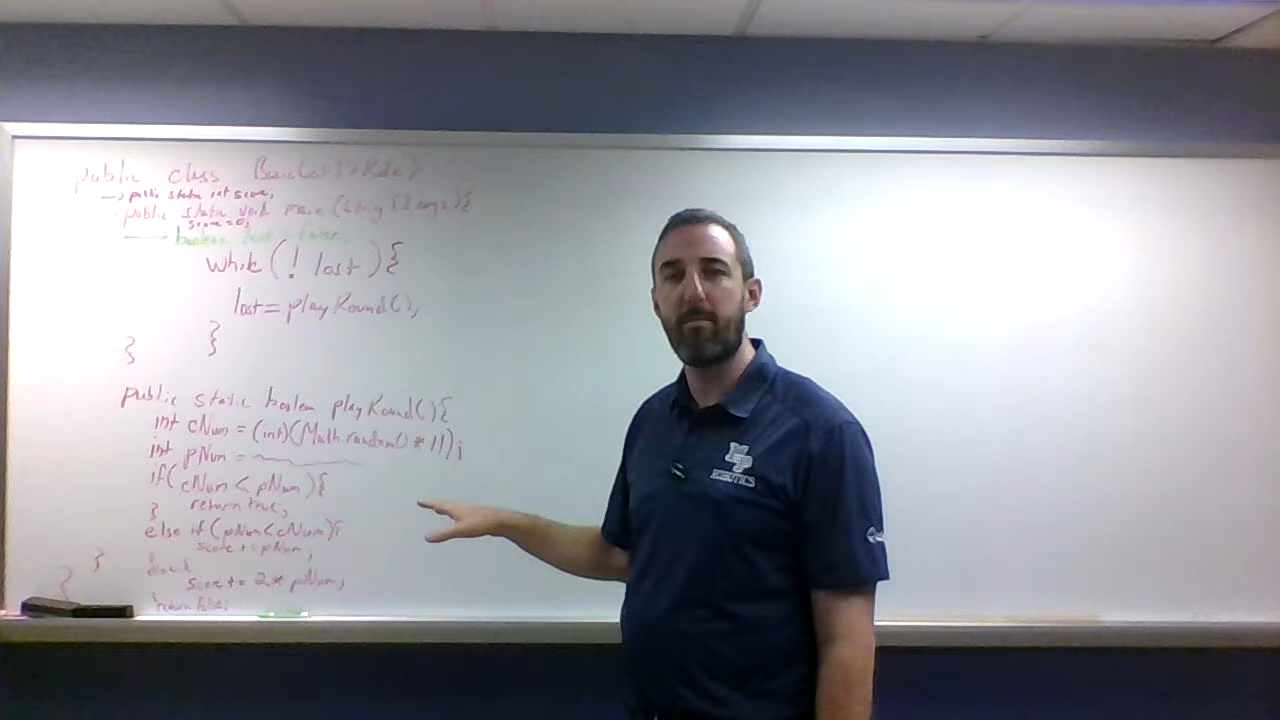 public class {
→ public static int score;
public static void main (String [] args) {
score = 0;
boolean lost = false;
while (! lost) {
lost = playRound();
}
}
public static boolean playRound() {
int cNum = (int)(Math.random() * 11);
int pNum =
if( cNum < pNum ) {
return true;
}
else if (pNum < cNum) {
score += pNum;
}
else {
score += 2 * pNum;
}
return false;
}
}
MP
ROBOTICS